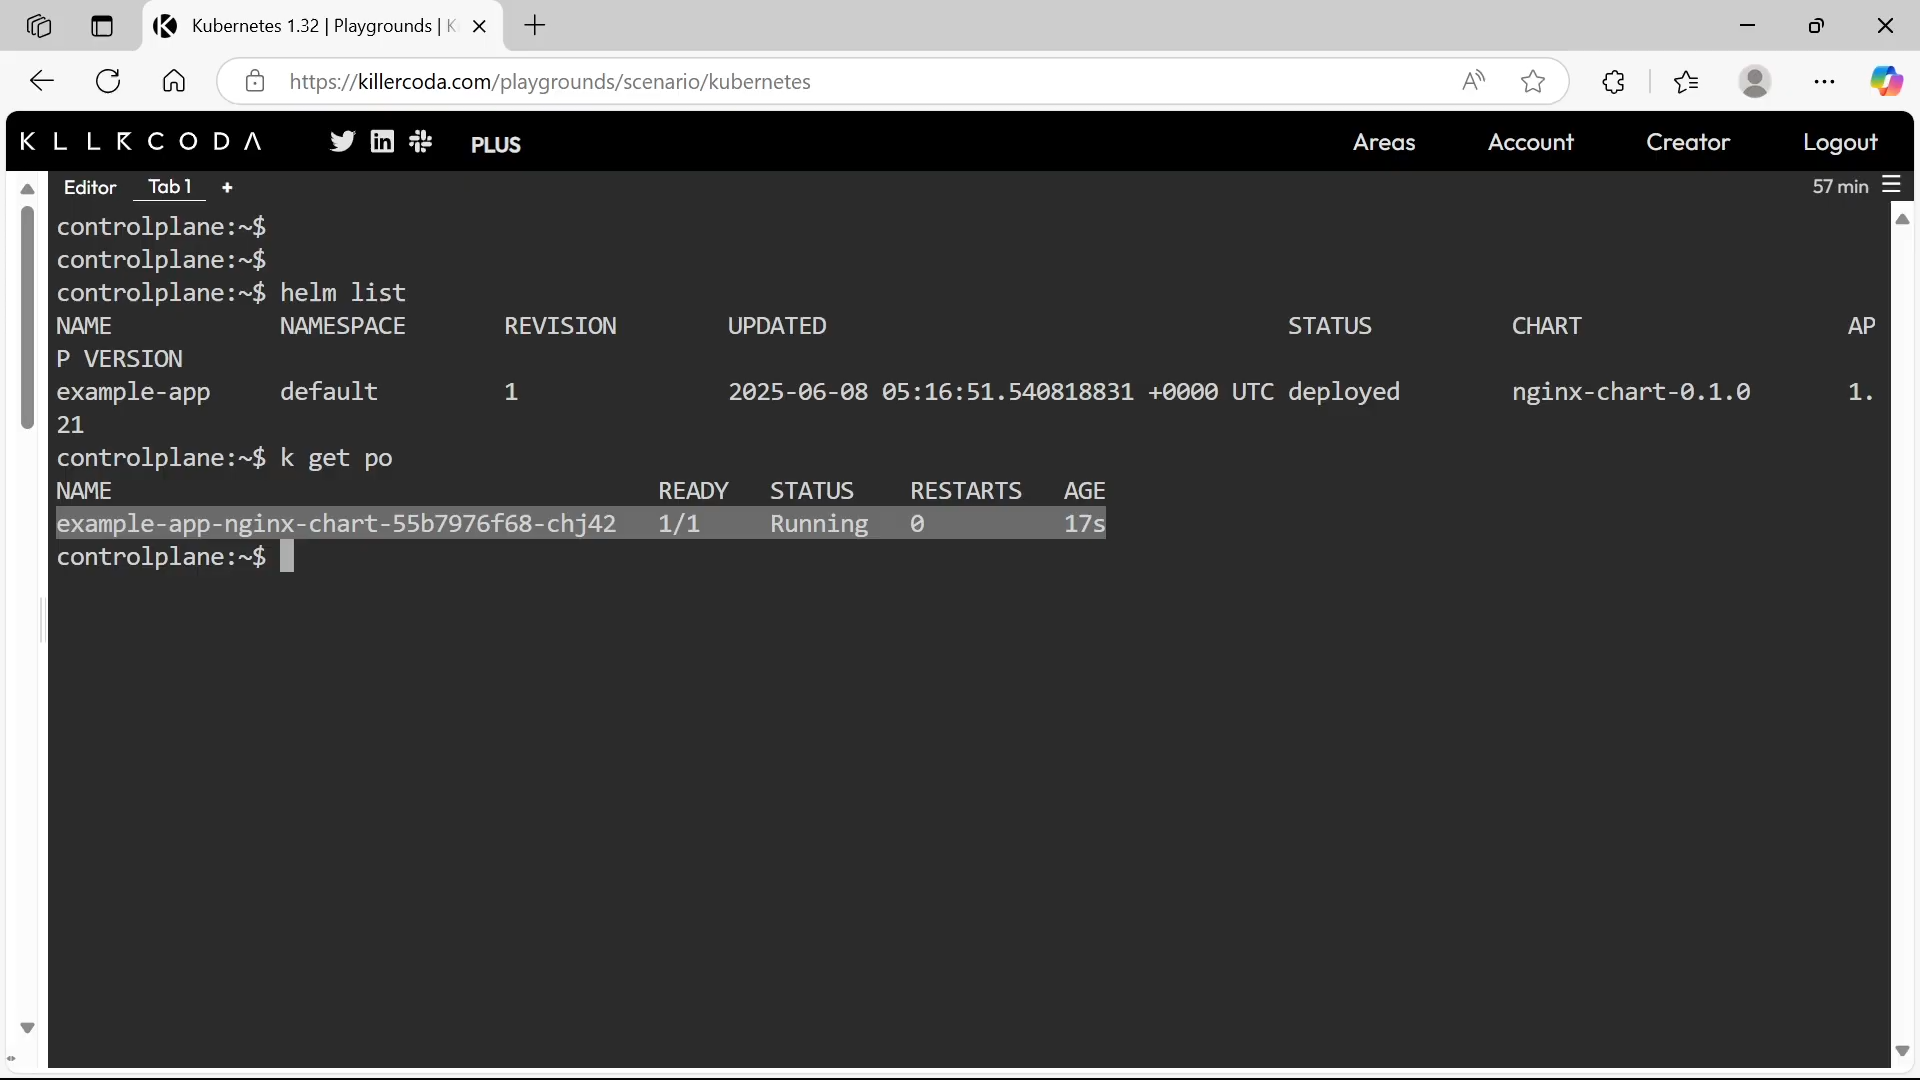 Kubernetes 1.32 | Playgrounds | K
https://killercoda.com/playgrounds/scenario/kubernetes
KLLRCODA PLUS Areas Account Creator Logout
Editor Tab 1 + 57 min
controlplane:~$
controlplane:~$
controlplane:~$ helm list
NAME NAMESPACE REVISION UPDATED STATUS CHART AP
P VERSION
example-app default 1 2025-06-08 05:16:51.540818831 +0000 UTC deployed nginx-chart-0.1.0 1.
21
controlplane:~$ k get po
NAME READY STATUS RESTARTS AGE
example-app-nginx-chart-55b7976f68-chj42 1/1 Running 0 17s
controlplane:~$